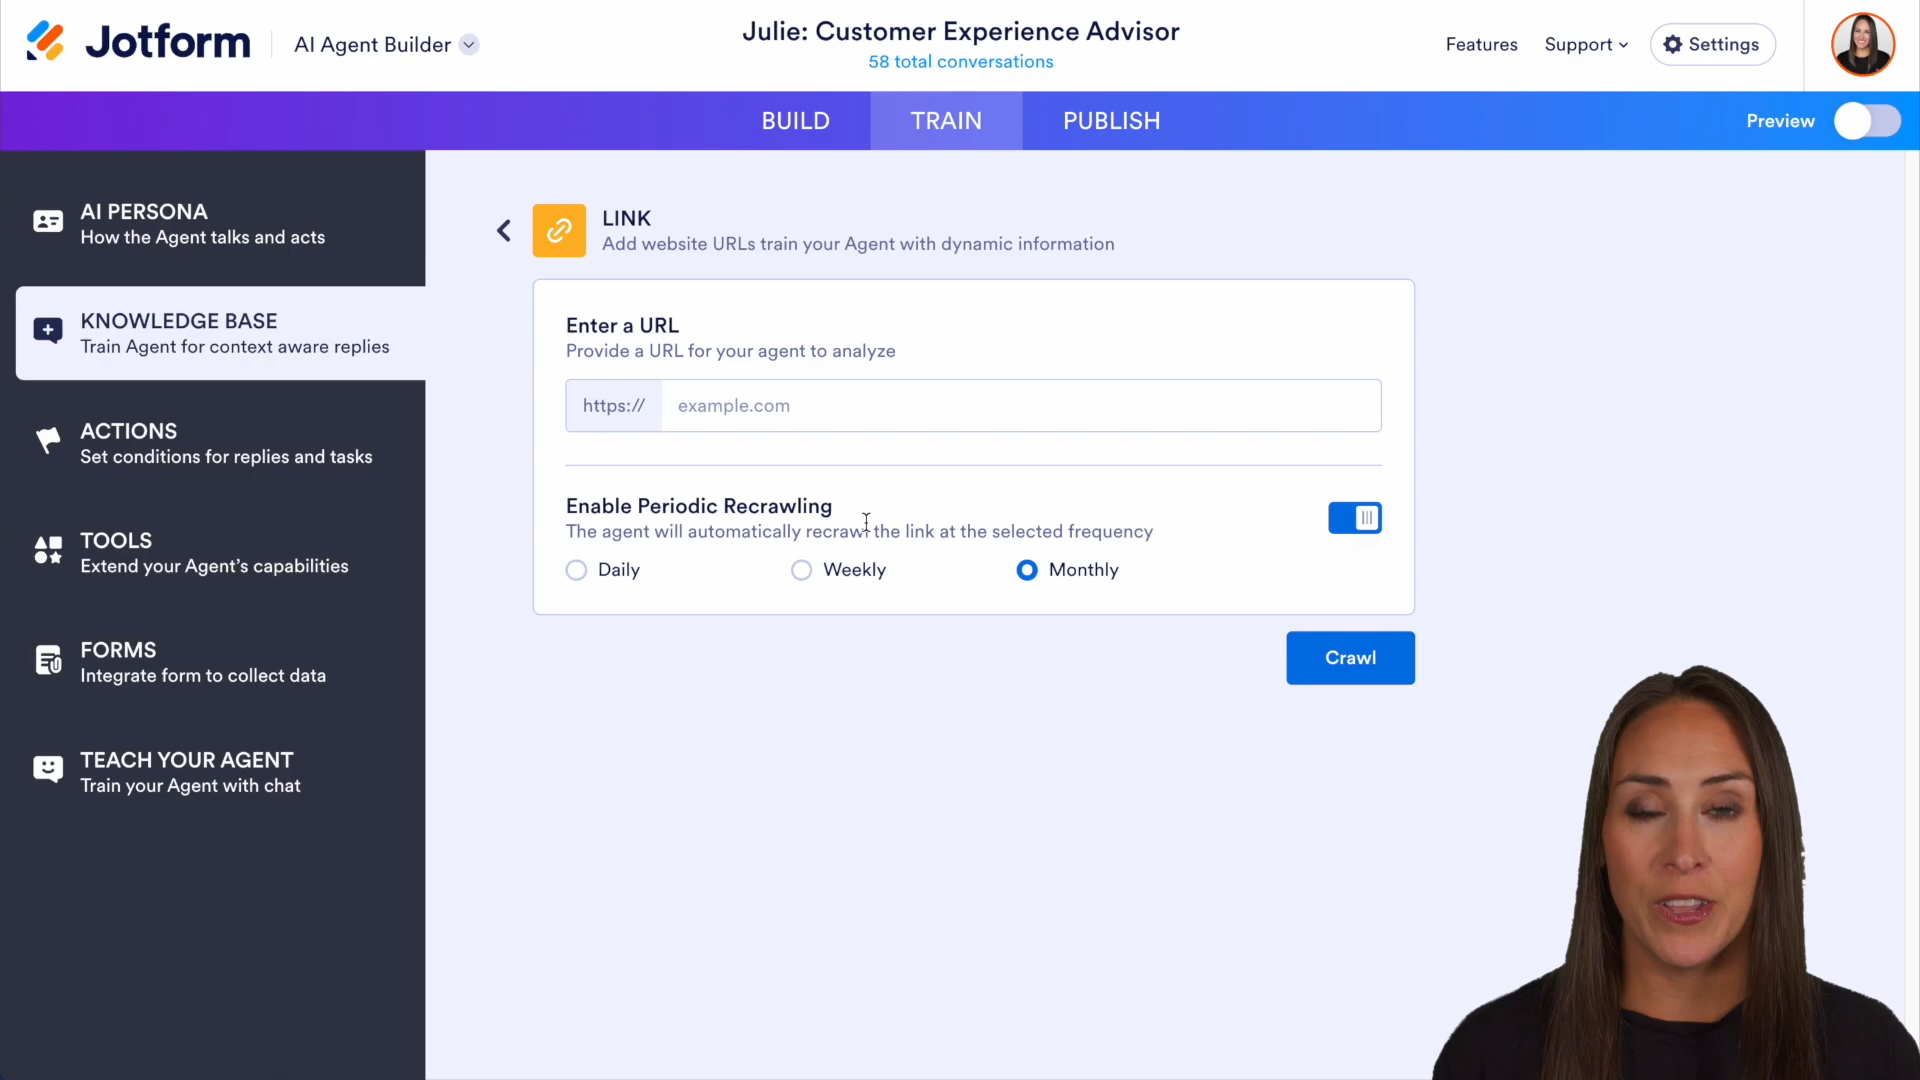 Jotform
AI Agent Builder
Julie: Customer Experience Advisor
58 total conversations
Features
Support
Settings
BUILD
TRAIN
PUBLISH
Preview
AI PERSONA
How the Agent talks and acts
KNOWLEDGE BASE
Train Agent for context aware replies
ACTIONS
Set conditions for replies and tasks
TOOLS
Extend your Agent's capabilities
FORMS
Integrate form to collect data
TEACH YOUR AGENT
Train your Agent with chat
LINK
Add website URLs train your Agent with dynamic information
Enter a URL
Provide a URL for your agent to analyze
https://
example.com
Enable Periodic Recrawling
The agent will automatically recrawl the link at the selected frequency
Daily
Weekly
Monthly
Crawl